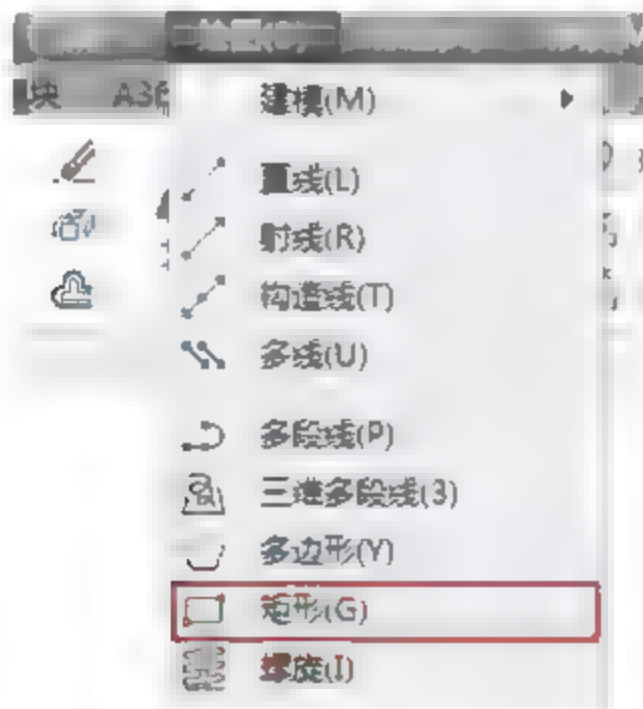 块 A36
建模(M)
直线(L)
射线(R)
构造线(T)
多线(U)
多段线(P)
三维多段线(3)
多边形(Y)
矩形(G)
螺旋(I)